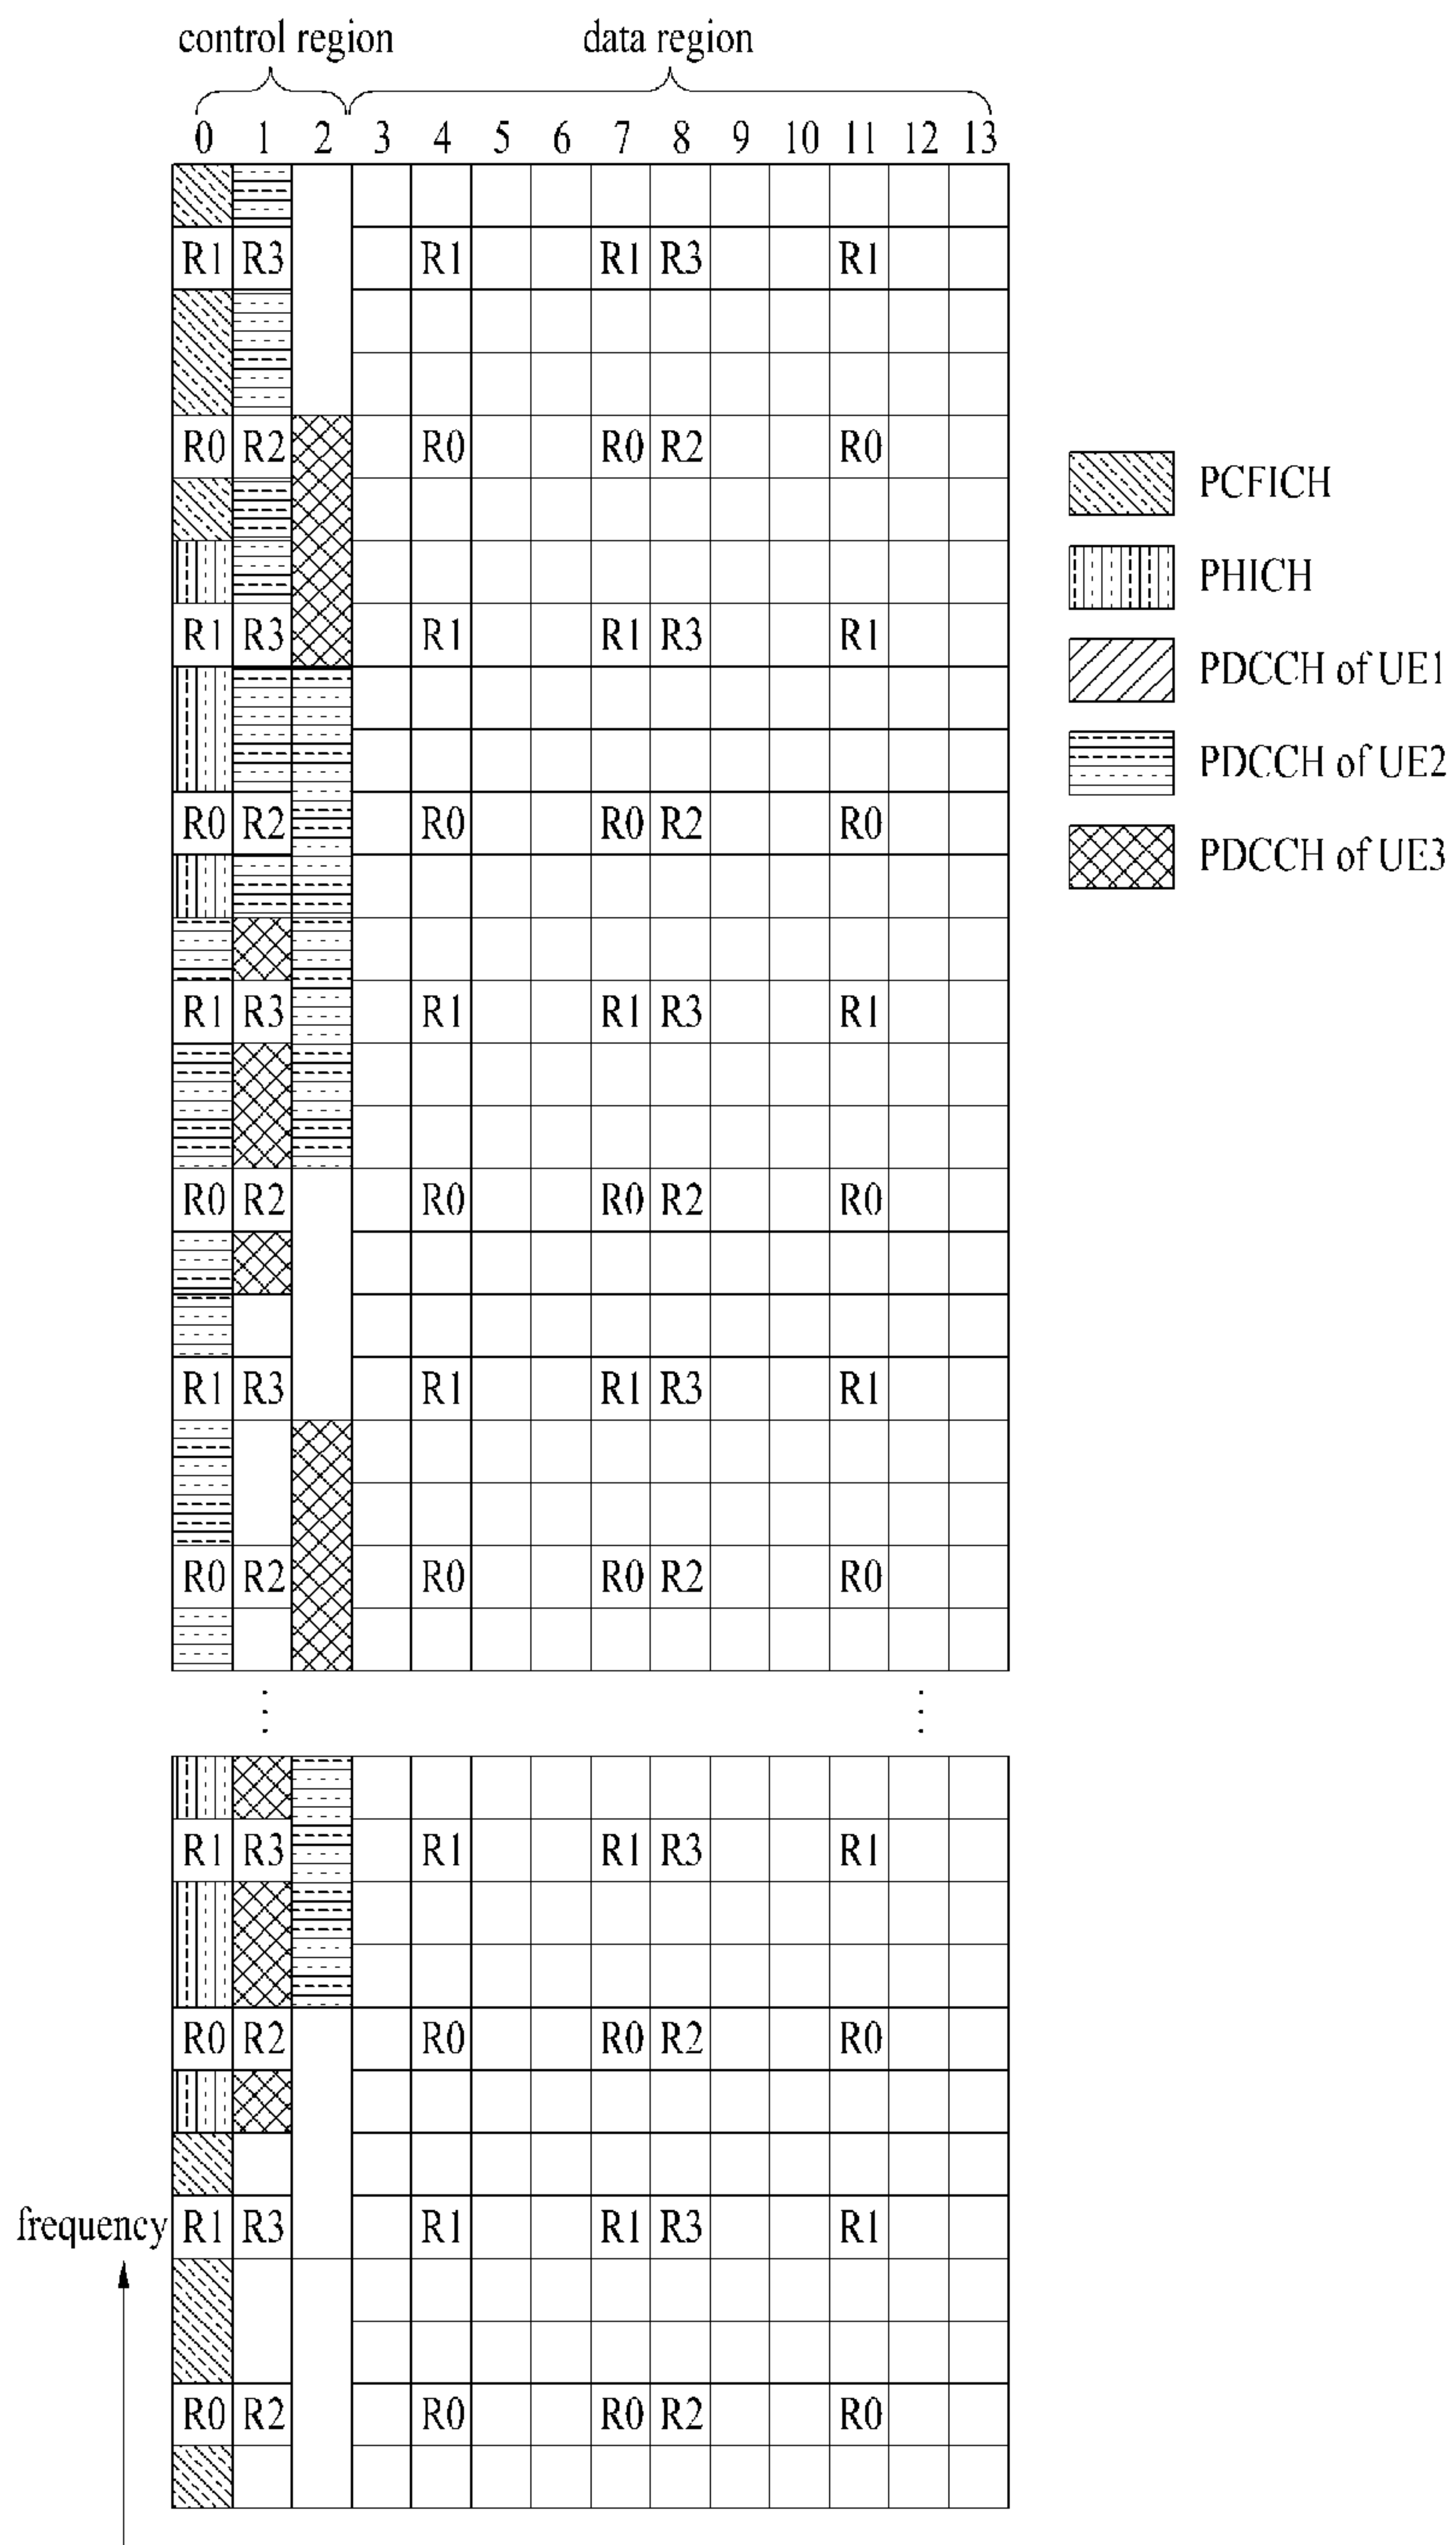 control region data region
0 1 2 3 4 5 6 7 8 9 10 11 12 13
R1 R3 R1 R1 R3 R1
R0 R2 R0 R0 R2 R0
PCFICH
PHICH
R1 R3 R1 R1 R3 R1
PDCCH of UE1
PDCCH of UE2
R0 R2 R0 R0 R2 R0
PDCCH of UE3
R1 R3 R1 R1 R3 R1
R0 R2 R0 R0 R2 R0
R1 R3 R1 R1 R3 R1
R0 R2 R0 R0 R2 R0
R1 R3 R1 R1 R3 R1
R0 R2 R0 R0 R2 R0
frequency R1 R3 R1 R1 R3 R1
R0 R2 R0 R0 R2 R0